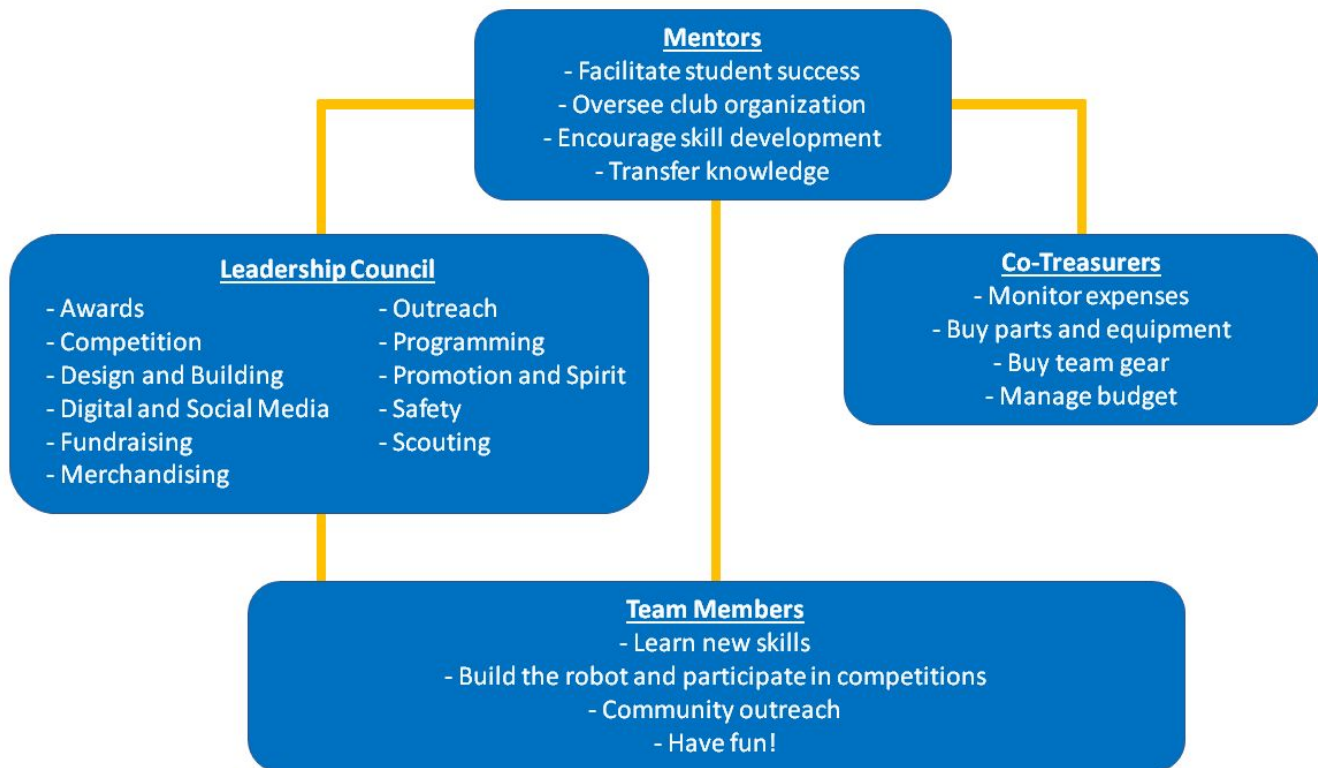 Mentors
- Facilitate student success
- Oversee club organization
- Encourage skill development
- Transfer knowledge
Leadership Council
- Awards
- Competition
- Design and Building
- Digital and Social Media
- Fundraising
- Merchandising
- Outreach
- Programming
- Promotion and Spirit
- Safety
- Scouting
Co-Treasurers
- Monitor expenses
- Buy parts and equipment
- Buy team gear
- Manage budget
Team Members
- Learn new skills
- Build the robot and participate in competitions
- Community outreach
- Have fun!